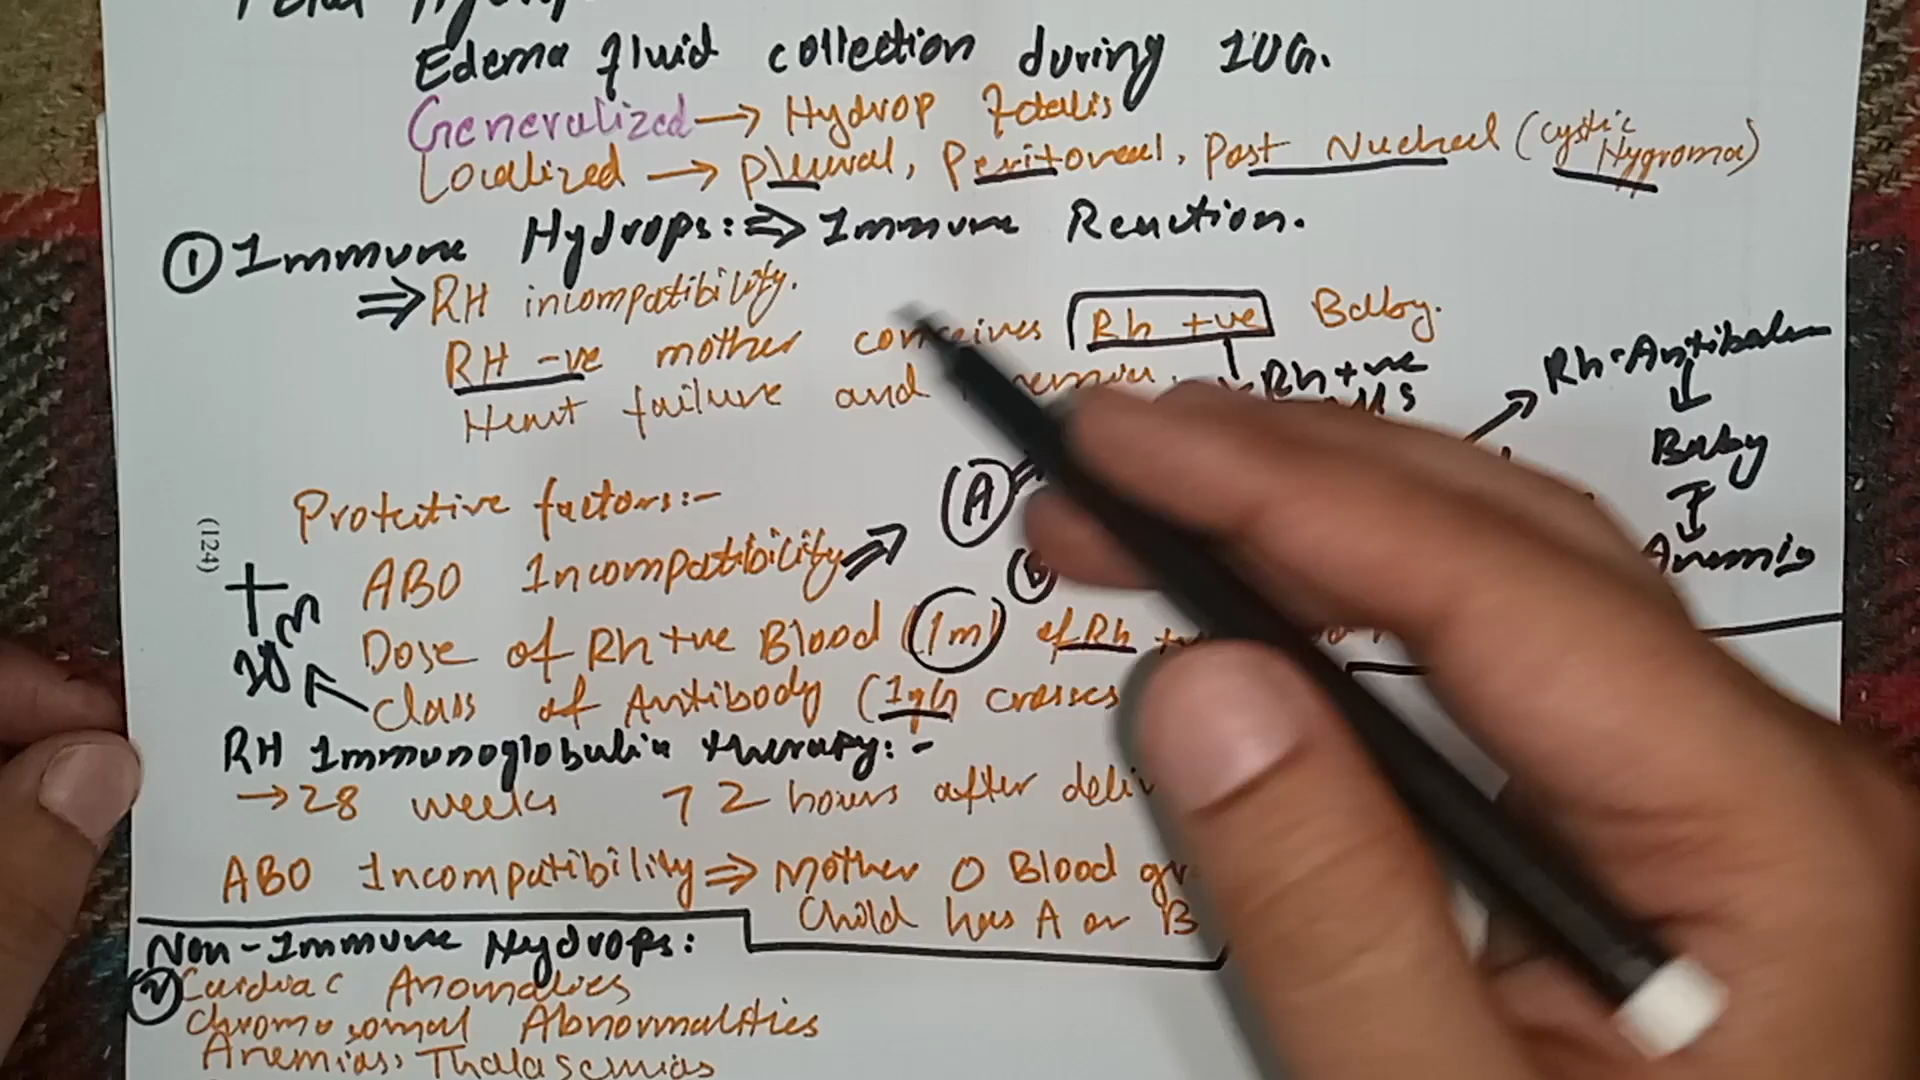 Edema fluid collection during IUG.
Generalized → Hydrop Fetalis
Localized → pleural, Peritoneal, Post Nucheal (cystic Hygroma)
① Immune Hydrops: ⇒ Immune Reaction.
⇒ RH incompatibility.
RH -ve mother conceives Rh +ve Baby.
Heart failure and
Rh +ve
Rh-Antibodies
Baby
Anemia
Protective factors:-
A
ABO Incompatibility ⇒
Dose of Rh +ve Blood (1ml) of Rh
Class of Antibody (IgG) crosses
(124)
RH Immunoglobulin therapy:-
→ 28 weeks 72 hours after
ABO Incompatibility ⇒ Mother O Blood
Child has A or B
Non-Immune Hydrops:
② Cardiac Anomalies
Chromosomal Abnormalities
Anemias, Thalassemias